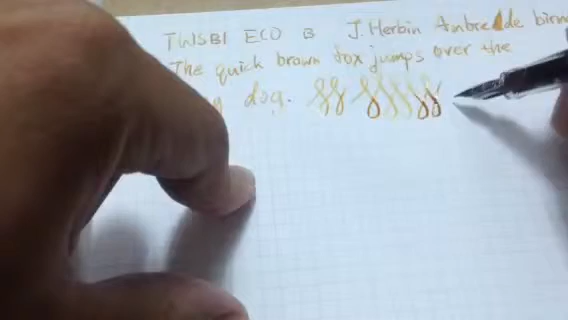 TWSBI ECO B J. Herbin Ambre de birm
The quick brown fox jumps over the
dog.